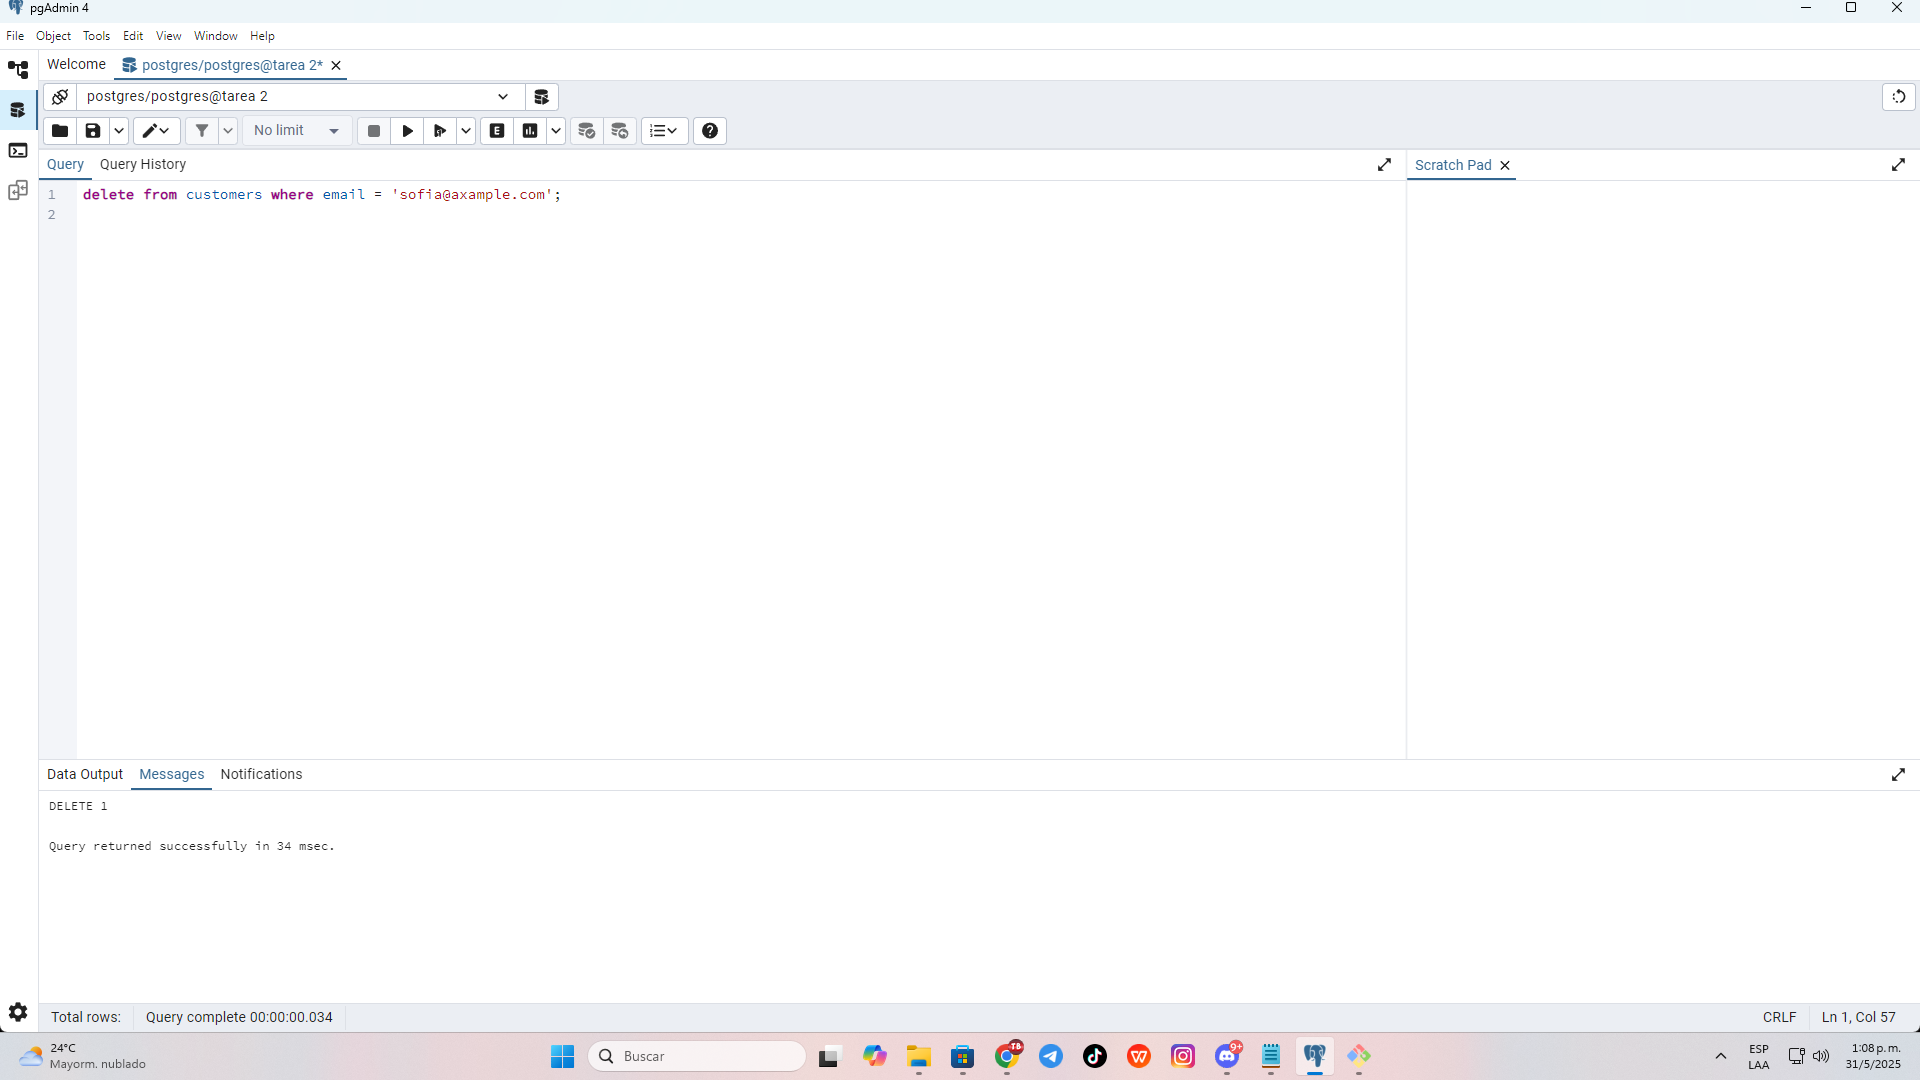 pgAdmin 4
File Object Tools Edit View Window Help
Welcome postgres/postgres@tarea 2*
postgres/postgres@tarea 2
No limit E
Query Query History Scratch Pad
1 delete from customers where email = 'sofia@axample.com';
2
Data Output Messages Notifications
DELETE 1
Query returned successfully in 34 msec.
Total rows: Query complete 00:00:00.034 CRLF Ln 1, Col 57
24°C
Mayorm. nublado
Buscar
TB
9+
ESP
LAA
1:08 p. m.
31/5/2025